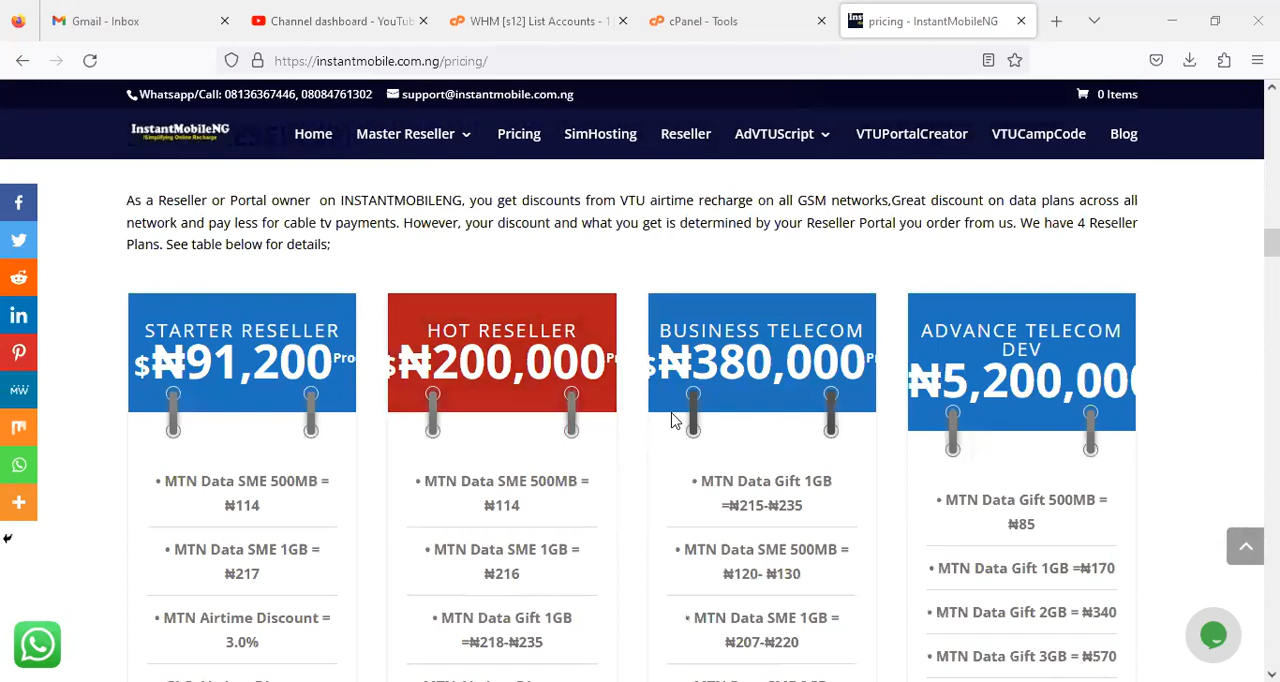 Gmail - Inbox
Channel dashboard - YouTub
WHM [s12] List Accounts - 1
cPanel - Tools
pricing - InstantMobileNG
https://instantmobile.com.ng/pricing/
Whatsapp/Call: 08136367446, 08084761302
support@instantmobile.com.ng
0 Items
InstantMobileNG
Home
Master Reseller
Pricing
SimHosting
Reseller
AdVTUScript
VTUPortalCreator
VTUCampCode
Blog
As a Reseller or Portal owner on INSTANTMOBILENG, you get discounts from VTU airtime recharge on all GSM networks,Great discount on data plans across all
network and pay less for cable tv payments. However, your discount and what you get is determined by your Reseller Portal you order from us. We have 4 Reseller
Plans. See table below for details;
STARTER RESELLER
$₦91,200
• MTN Data SME 500MB =
₦114
• MTN Data SME 1GB =
₦217
• MTN Airtime Discount =
3.0%
HOT RESELLER
$₦200,000
• MTN Data SME 500MB =
₦114
• MTN Data SME 1GB =
₦216
• MTN Data Gift 1GB
=₦218-₦235
BUSINESS TELECOM
$₦380,000
• MTN Data Gift 1GB
=₦215-₦235
• MTN Data SME 500MB =
₦120- ₦130
• MTN Data SME 1GB =
₦207-₦220
ADVANCE TELECOM
DEV
₦5,200,000
• MTN Data Gift 500MB =
₦85
• MTN Data Gift 1GB =₦170
• MTN Data Gift 2GB = ₦340
• MTN Data Gift 3GB = ₦570